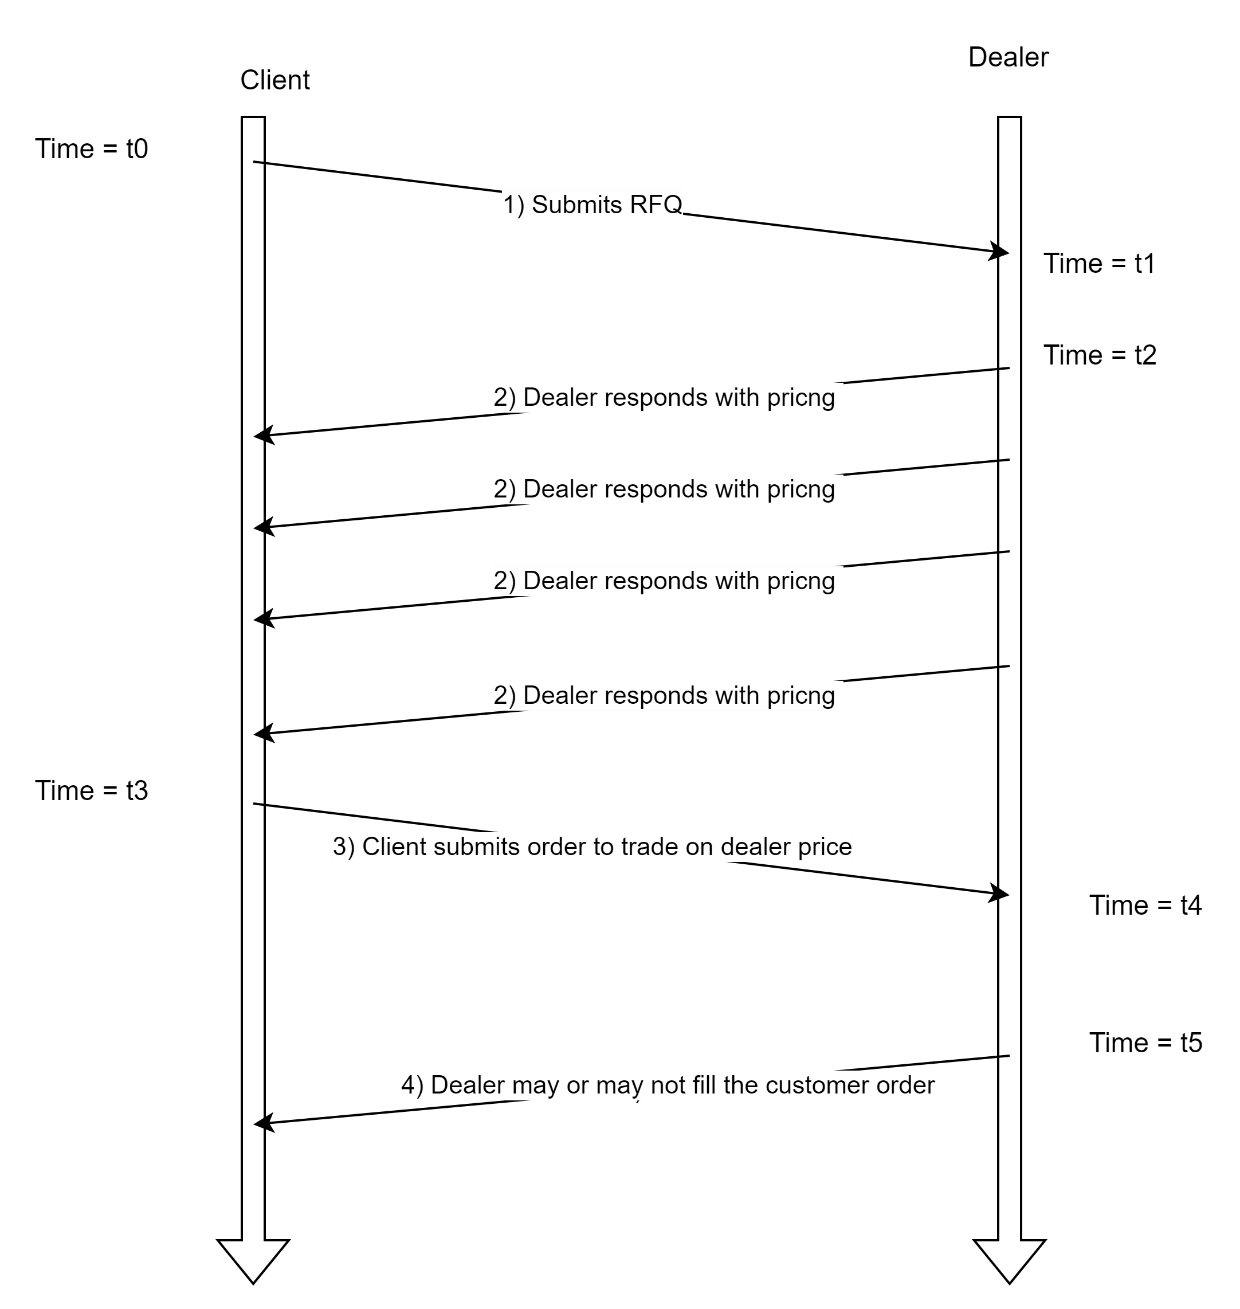 Client
Dealer
Time = t0
1) Submits RFQ
Time = t1
Time = t2
2) Dealer responds with pricng
2) Dealer responds with pricng
2) Dealer responds with pricng
2) Dealer responds with pricng
Time = t3
3) Client submits order to trade on dealer price
Time = t4
Time = t5
4) Dealer may or may not fill the customer order